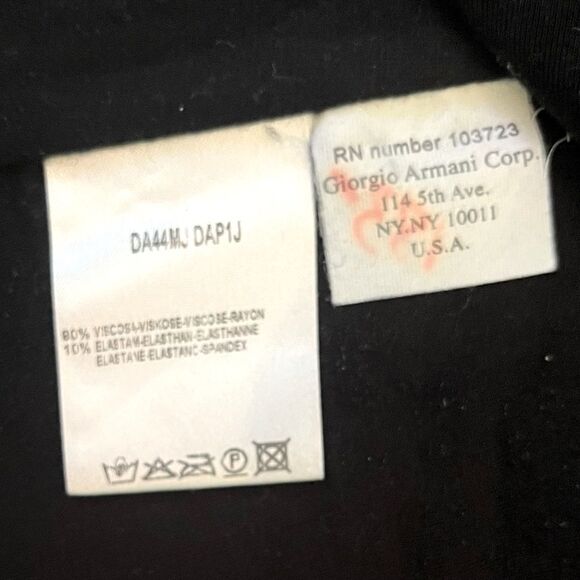 DA44MJ DAP1J
90% VISCOSA-VISKOSE-VISCOSE-RAYON
10% ELASTAM-ELASTHAN-ELASTHANNE
ELASTANE-ELASTANC-SPANDEX
P
RN number 103723
Giorgio Armani Corp.
114 5th Ave.
NY.NY 10011
U.S.A.